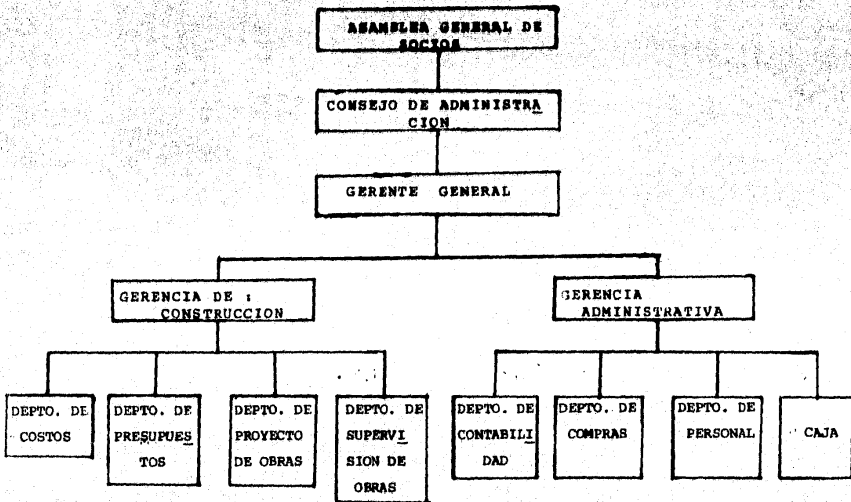 ASAMBLEA GENERAL DE
SOCIOS
CONSEJO DE ADMINISTRA
CION
GERENTE GENERAL
GERENCIA DE :
CONSTRUCCION
GERENCIA
ADMINISTRATIVA
DEPTO. DE
COSTOS
DEPTO. DE
PRESUPUES
TOS
DEPTO. DE
PROYECTO
DE OBRAS
DEPTO. DE
SUPERVI
SION DE
OBRAS
DEPTO. DE
CONTABILI
DAD
DEPTO. DE
COMPRAS
DEPTO. DE
PERSONAL
CAJA